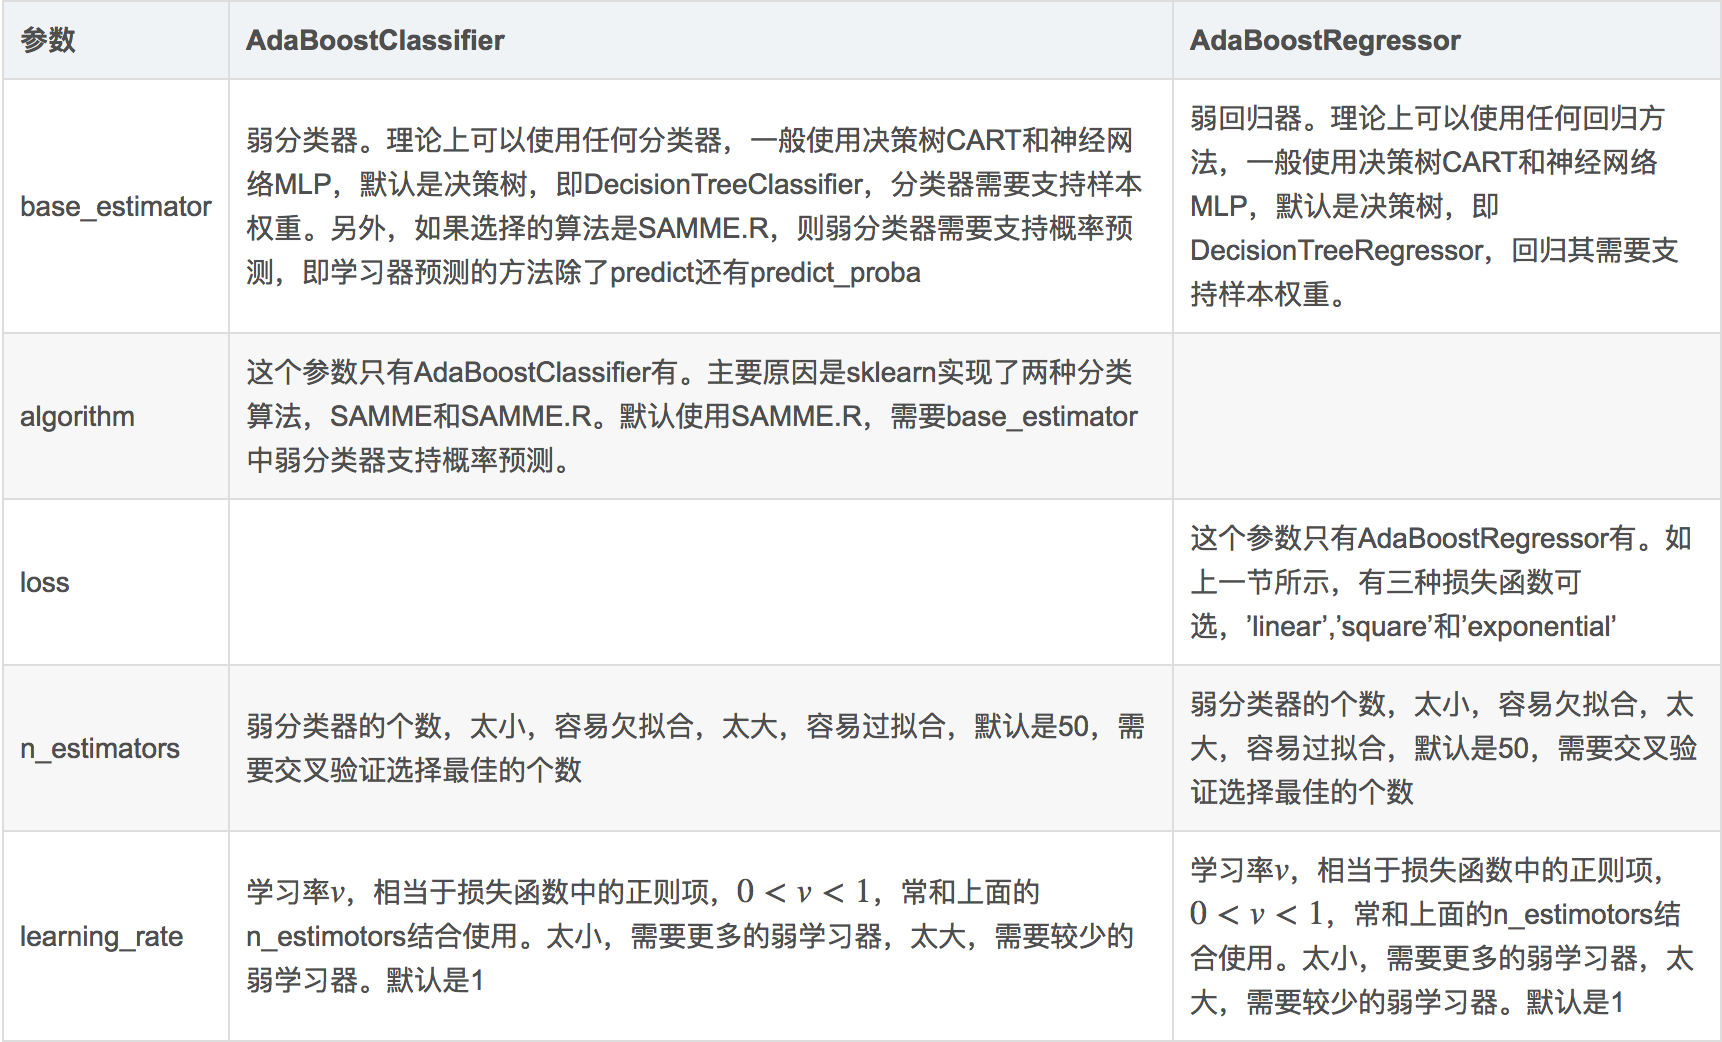 参数
AdaBoostClassifier
AdaBoostRegressor
base_estimator
弱分类器。理论上可以使用任何分类器，一般使用决策树CART和神经网
络MLP，默认是决策树，即DecisionTreeClassifier，分类器需要支持样本
权重。另外，如果选择的算法是SAMME.R，则弱分类器需要支持概率预
测，即学习器预测的方法除了predict还有predict_proba
弱回归器。理论上可以使用任何回归方
法，一般使用决策树CART和神经网络
MLP，默认是决策树，即
DecisionTreeRegressor，回归其需要支
持样本权重。
algorithm
这个参数只有AdaBoostClassifier有。主要原因是sklearn实现了两种分类
算法，SAMME和SAMME.R。默认使用SAMME.R，需要base_estimator
中弱分类器支持概率预测。
loss
这个参数只有AdaBoostRegressor有。如
上一节所示，有三种损失函数可
选，’linear’,’square’和’exponential’
n_estimators
弱分类器的个数，太小，容易欠拟合，太大，容易过拟合，默认是50，需
要交叉验证选择最佳的个数
弱分类器的个数，太小，容易欠拟合，太
大，容易过拟合，默认是50，需要交叉验
证选择最佳的个数
learning_rate
学习率ν，相当于损失函数中的正则项，0 < ν < 1，常和上面的
n_estimotors结合使用。太小，需要更多的弱学习器，太大，需要较少的
弱学习器。默认是1
学习率ν，相当于损失函数中的正则项，
0 < ν < 1，常和上面的n_estimotors结
合使用。太小，需要更多的弱学习器，太
大，需要较少的弱学习器。默认是1